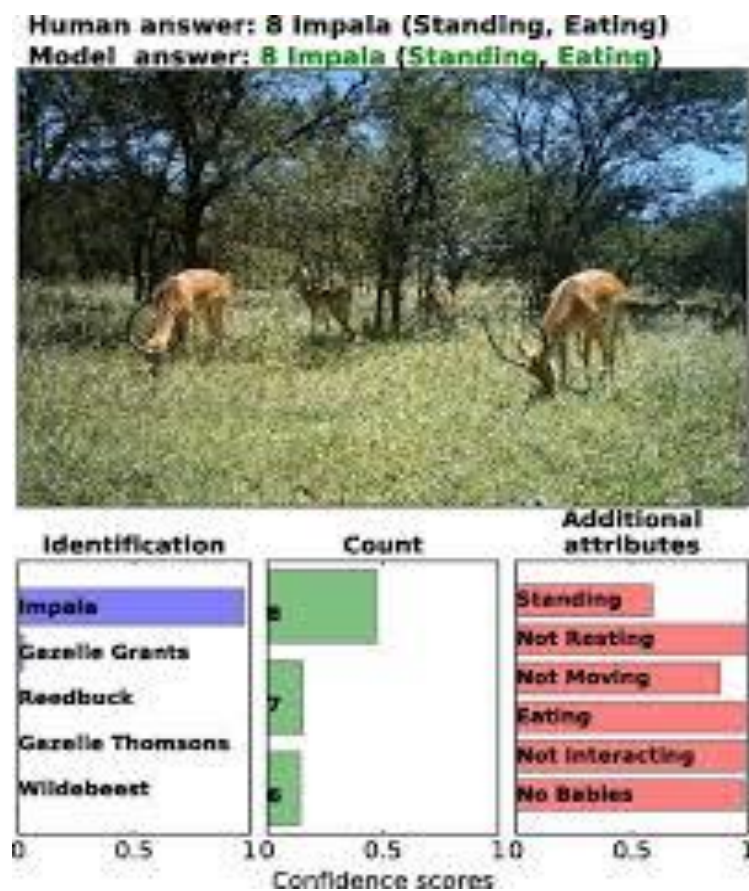 Human answer: 8 Impala (Standing, Eating)
Model answer: 8 Impala (Standing, Eating)
Identification
Impala
Gazelle Grants
Reedbuck
Gazelle Thomsons
Wildebeest
0 0.5 1
Count
8
7
6
0 0.5 1
Additional
attributes
Standing
Not Resting
Not Moving
Eating
Not Interacting
No Babies
0 0.5 1
Confidence scores